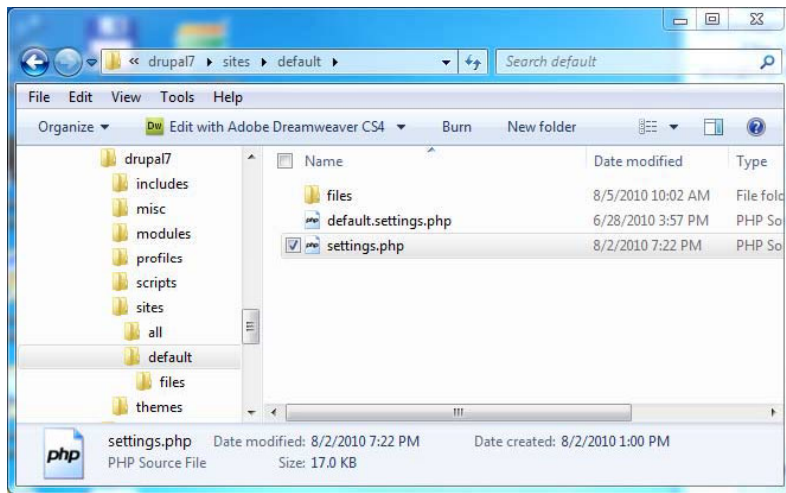 « drupal7 ▸ sites ▸ default ▸ Search default
File Edit View Tools Help
Organize ▾ Dw Edit with Adobe Dreamweaver CS4 ▾ Burn New folder
drupal7
includes
misc
modules
profiles
scripts
sites
all
default
files
themes
Name Date modified Type
files 8/5/2010 10:02 AM File fold
php default.settings.php 6/28/2010 3:57 PM PHP So
php settings.php 8/2/2010 7:22 PM PHP So
php
settings.php Date modified: 8/2/2010 7:22 PM Date created: 8/2/2010 1:00 PM
PHP Source File Size: 17.0 KB